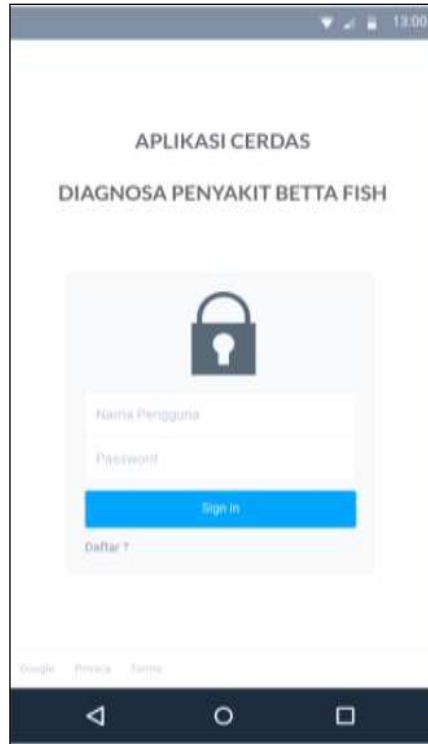 13:00
APLIKASI CERDAS
DIAGNOSA PENYAKIT BETTA FISH
Nama Pengguna
Password
Sign In
Daftar ?
Google Privacy Terms